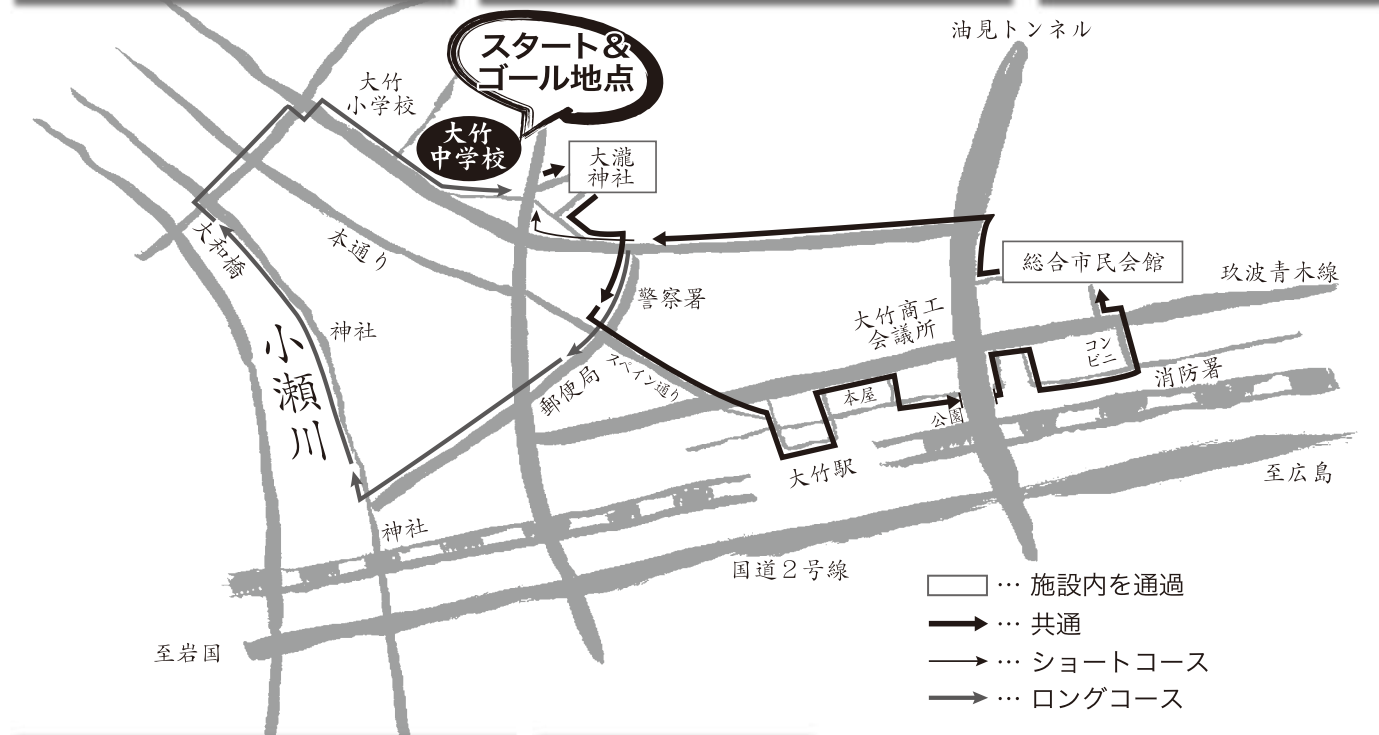 油見トンネル
スタート&
ゴール地点
大竹
小学校
大竹
中学校
大瀧
神社
大和橋
本通り
総合市民会館
玖波青木線
警察署
大竹商工
会議所
神社
小瀬川
コン
ビニ
消防署
郵便局
スペイン通り
本屋
公園
大竹駅
至広島
神社
国道2号線
至岩国
… 施設内を通過
… 共通
… ショートコース
… ロングコース